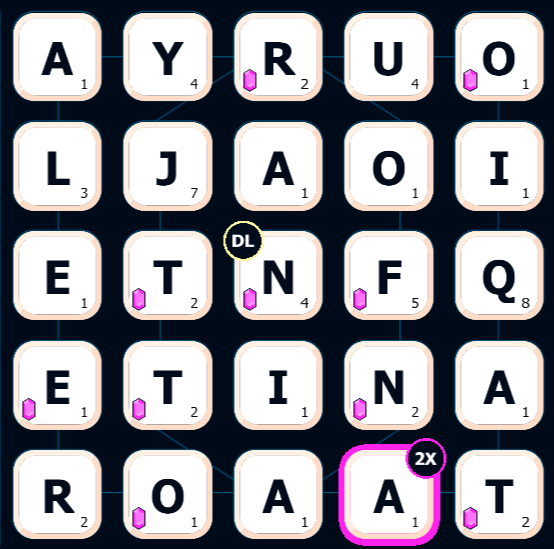 A 1 Y 4 R 2 U 4 O 1
L 3 J 7 A 1 O 1 I 1
DL
E 1 T 2 N 4 F 5 Q 8
E 1 T 2 I 1 N 2 A 1
2X
R 2 O 1 A 1 A 1 T 2